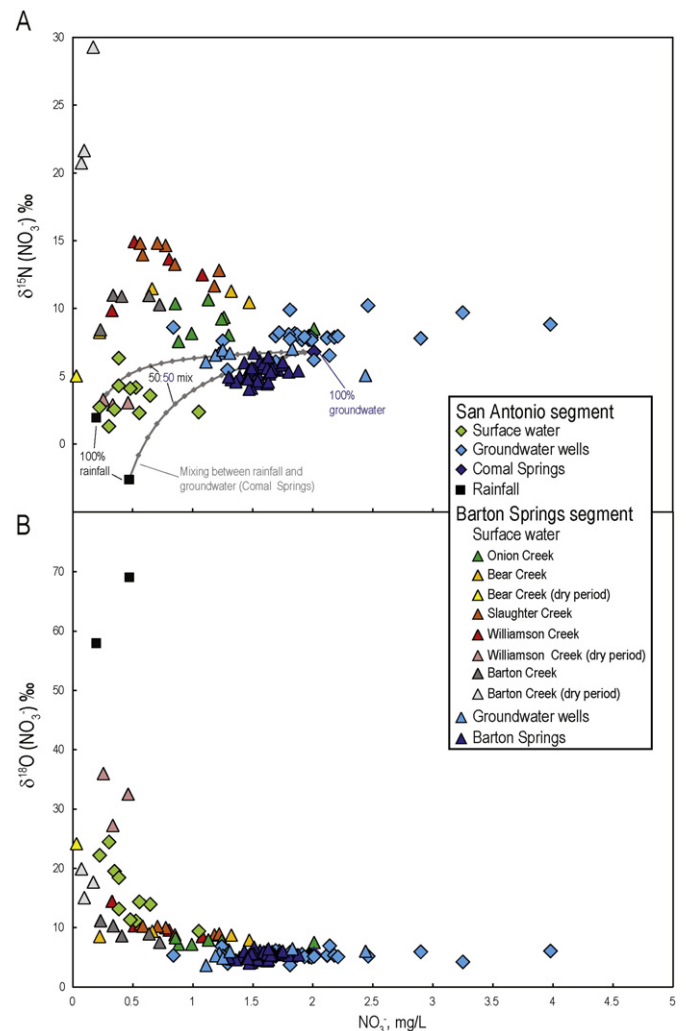 A
30
25
20
15
10
5
0
δ¹⁵N (NO₃⁻) ‰
50:50 mix
100%
groundwater
100%
rainfall
Mixing between rainfall and
groundwater (Comal Springs)
San Antonio segment
Surface water
Groundwater wells
Comal Springs
Rainfall
Barton Springs segment
Surface water
Onion Creek
Bear Creek
Bear Creek (dry period)
Slaughter Creek
Williamson Creek
Williamson Creek (dry period)
Barton Creek
Barton Creek (dry period)
Groundwater wells
Barton Springs
B
70
60
50
40
30
20
10
0
δ¹⁸O (NO₃⁻) ‰
0 0.5 1 1.5 2 2.5 3 3.5 4 4.5 5
NO₃⁻, mg/L